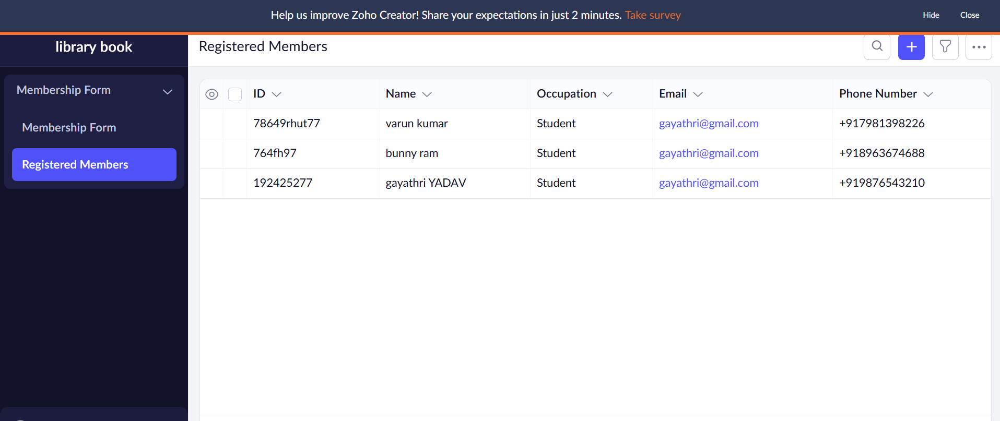 Help us improve Zoho Creator! Share your expectations in just 2 minutes. Take survey Hide Close
library book
Registered Members
Membership Form
Membership Form
Registered Members
ID Name Occupation Email Phone Number
78649rhut77 varun kumar Student gayathri@gmail.com +917981398226
764fh97 bunny ram Student gayathri@gmail.com +918963674688
192425277 gayathri YADAV Student gayathri@gmail.com +919876543210